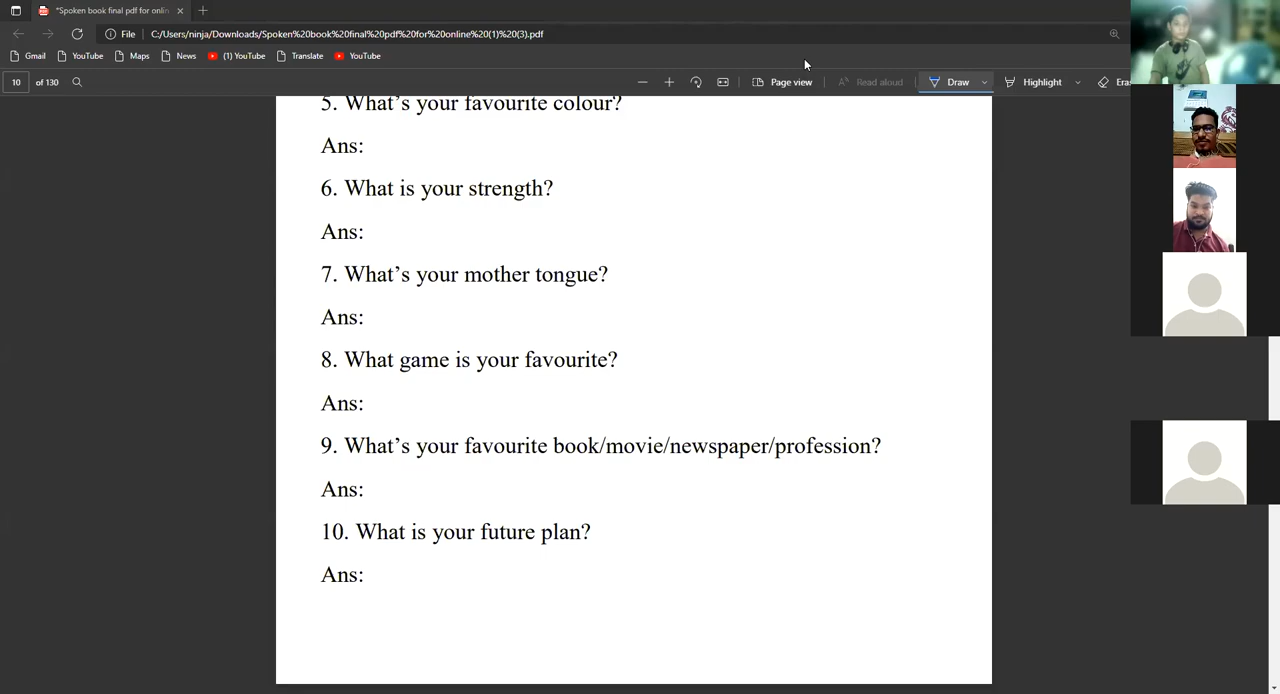 *Spoken book final pdf for onlin
File C:/Users/ninja/Downloads/Spoken%20book%20final%20pdf%20for%20online%20(1)%20(3).pdf
Gmail YouTube Maps News (1) YouTube Translate YouTube
10 of 130 Page view Read aloud Draw Highlight Era
5. What’s your favourite colour?
Ans:
6. What is your strength?
Ans:
7. What’s your mother tongue?
Ans:
8. What game is your favourite?
Ans:
9. What’s your favourite book/movie/newspaper/profession?
Ans:
10. What is your future plan?
Ans: